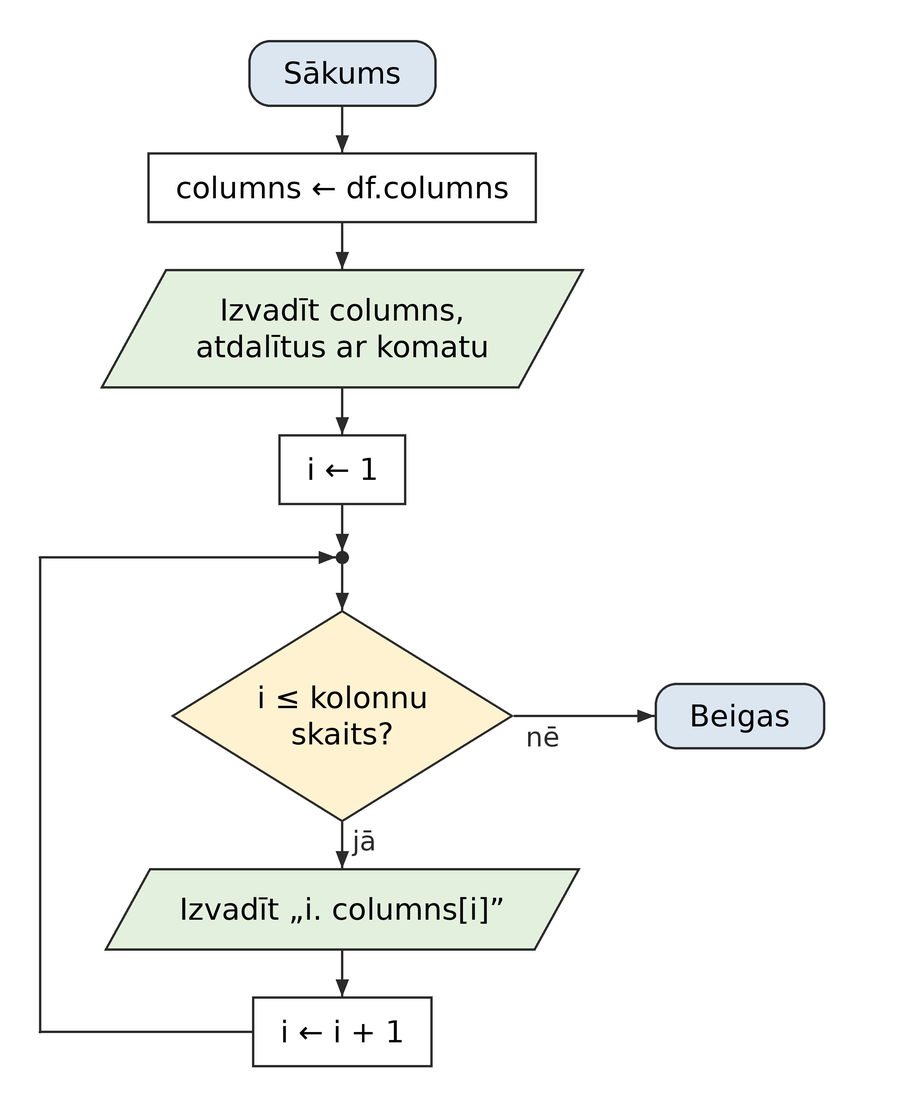 Sākums
columns ← df.columns
Izvadīt columns,
atdalītus ar komatu
i ← 1
i ≤ kolonnu
skaits?
nē
Beigas
jā
Izvadīt „i. columns[i]”
i ← i + 1